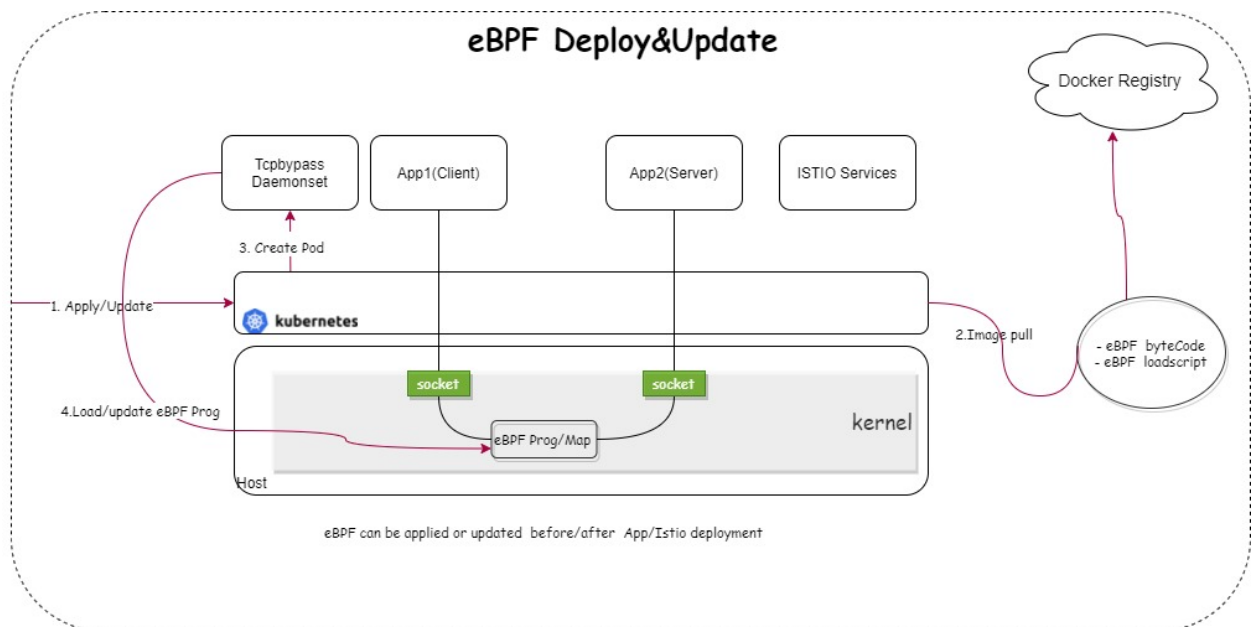 eBPF Deploy&Update
Docker Registry
Tcpbypass
Daemonset
App1(Client)
App2(Server)
ISTIO Services
3. Create Pod
1. Apply/Update
kubernetes
2.Image pull
- eBPF byteCode
- eBPF loadscript
socket
socket
4.Load/update eBPF Prog
kernel
eBPF Prog/Map
Host
eBPF can be applied or updated before/after App/Istio deployment